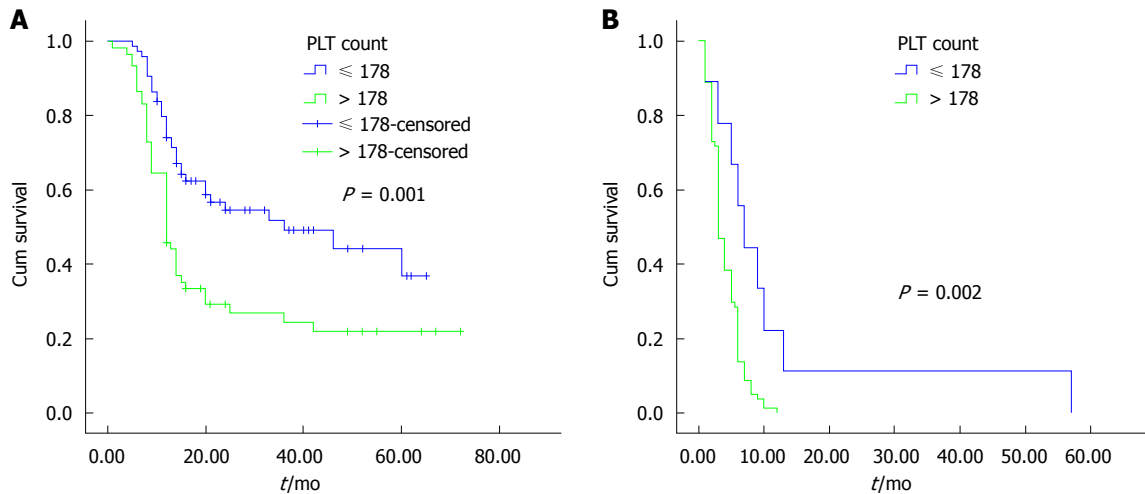 A
PLT count
≤ 178
> 178
≤ 178-censored
> 178-censored
P = 0.001
Cum survival
1.0
0.8
0.6
0.4
0.2
0.0
0.00 20.00 40.00 60.00 80.00
t/mo
B
PLT count
≤ 178
> 178
P = 0.002
Cum survival
1.0
0.8
0.6
0.4
0.2
0.0
0.00 10.00 20.00 30.00 40.00 50.00 60.00
t/mo